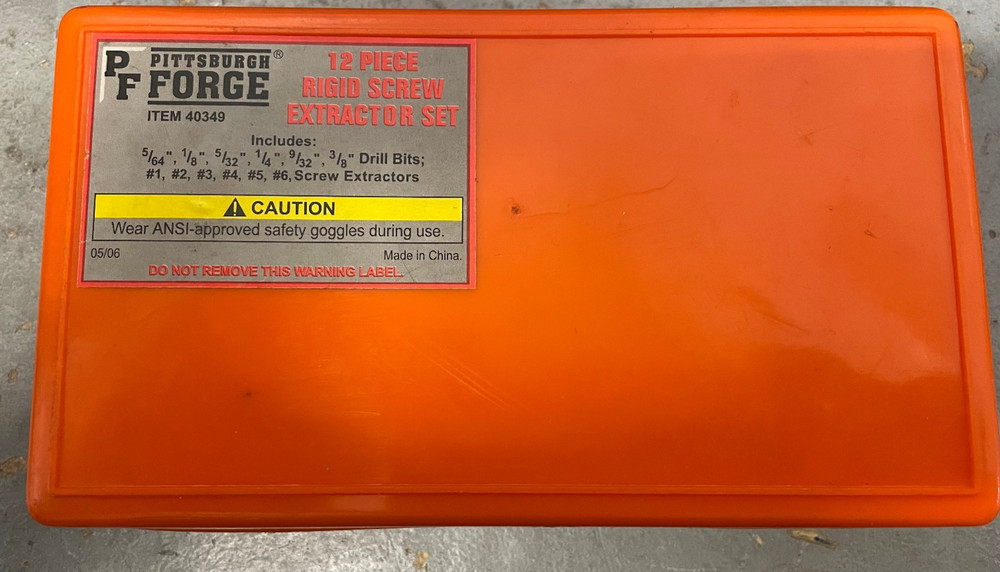 PF PITTSBURGH®
FORGE
ITEM 40349
12 PIECE
RIGID SCREW
EXTRACTOR SET
Includes:
5/64", 1/8", 5/32", 1/4", 9/32", 3/8" Drill Bits;
#1, #2, #3, #4, #5, #6, Screw Extractors
CAUTION
Wear ANSI-approved safety goggles during use.
05/06 Made in China.
DO NOT REMOVE THIS WARNING LABEL.